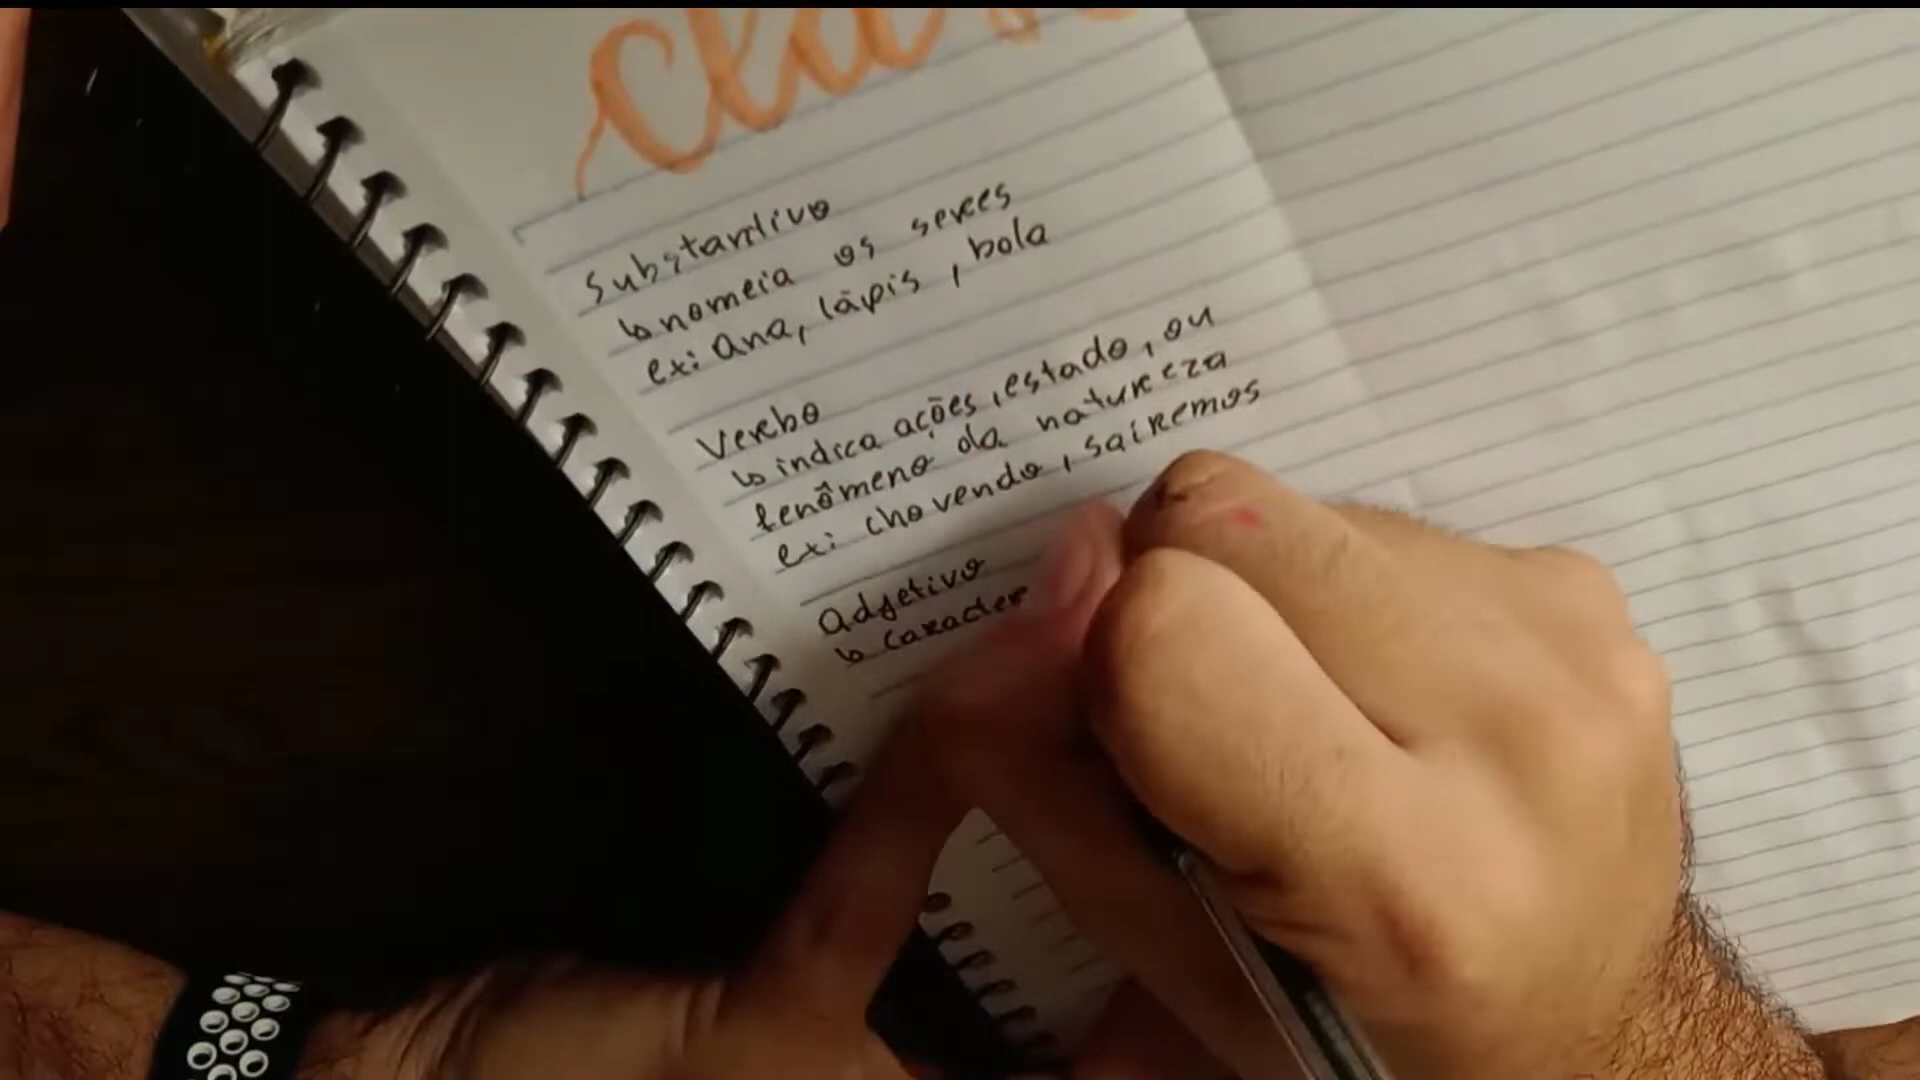 Cla
Substantivo
↳ nomeia os seres
ex: Ana, lápis, bola
Verbo
↳ indica ações, estado, ou
fenômeno da natureza
ex: chovendo, sairemos
Adjetivo
↳ caracter